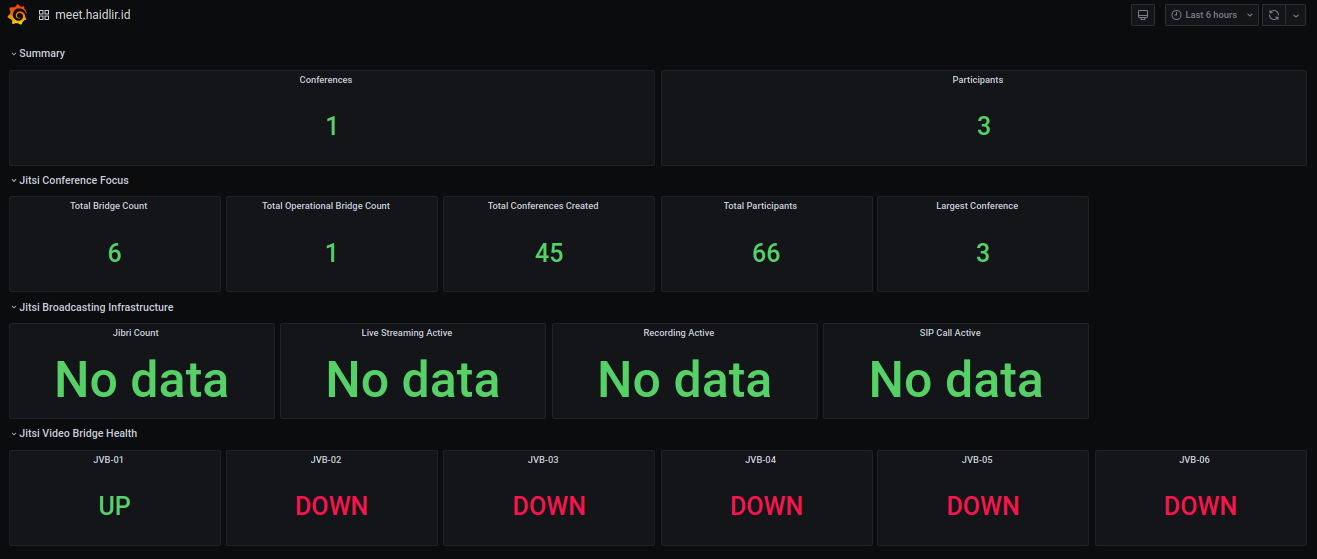 meet.haidlir.id
Last 6 hours
Summary
Conferences
Participants
1
3
Jitsi Conference Focus
Total Bridge Count
Total Operational Bridge Count
Total Conferences Created
Total Participants
Largest Conference
6
1
45
66
3
Jitsi Broadcasting Infrastructure
Jibri Count
Live Streaming Active
Recording Active
SIP Call Active
No data
No data
No data
No data
Jitsi Video Bridge Health
JVB-01
JVB-02
JVB-03
JVB-04
JVB-05
JVB-06
UP
DOWN
DOWN
DOWN
DOWN
DOWN